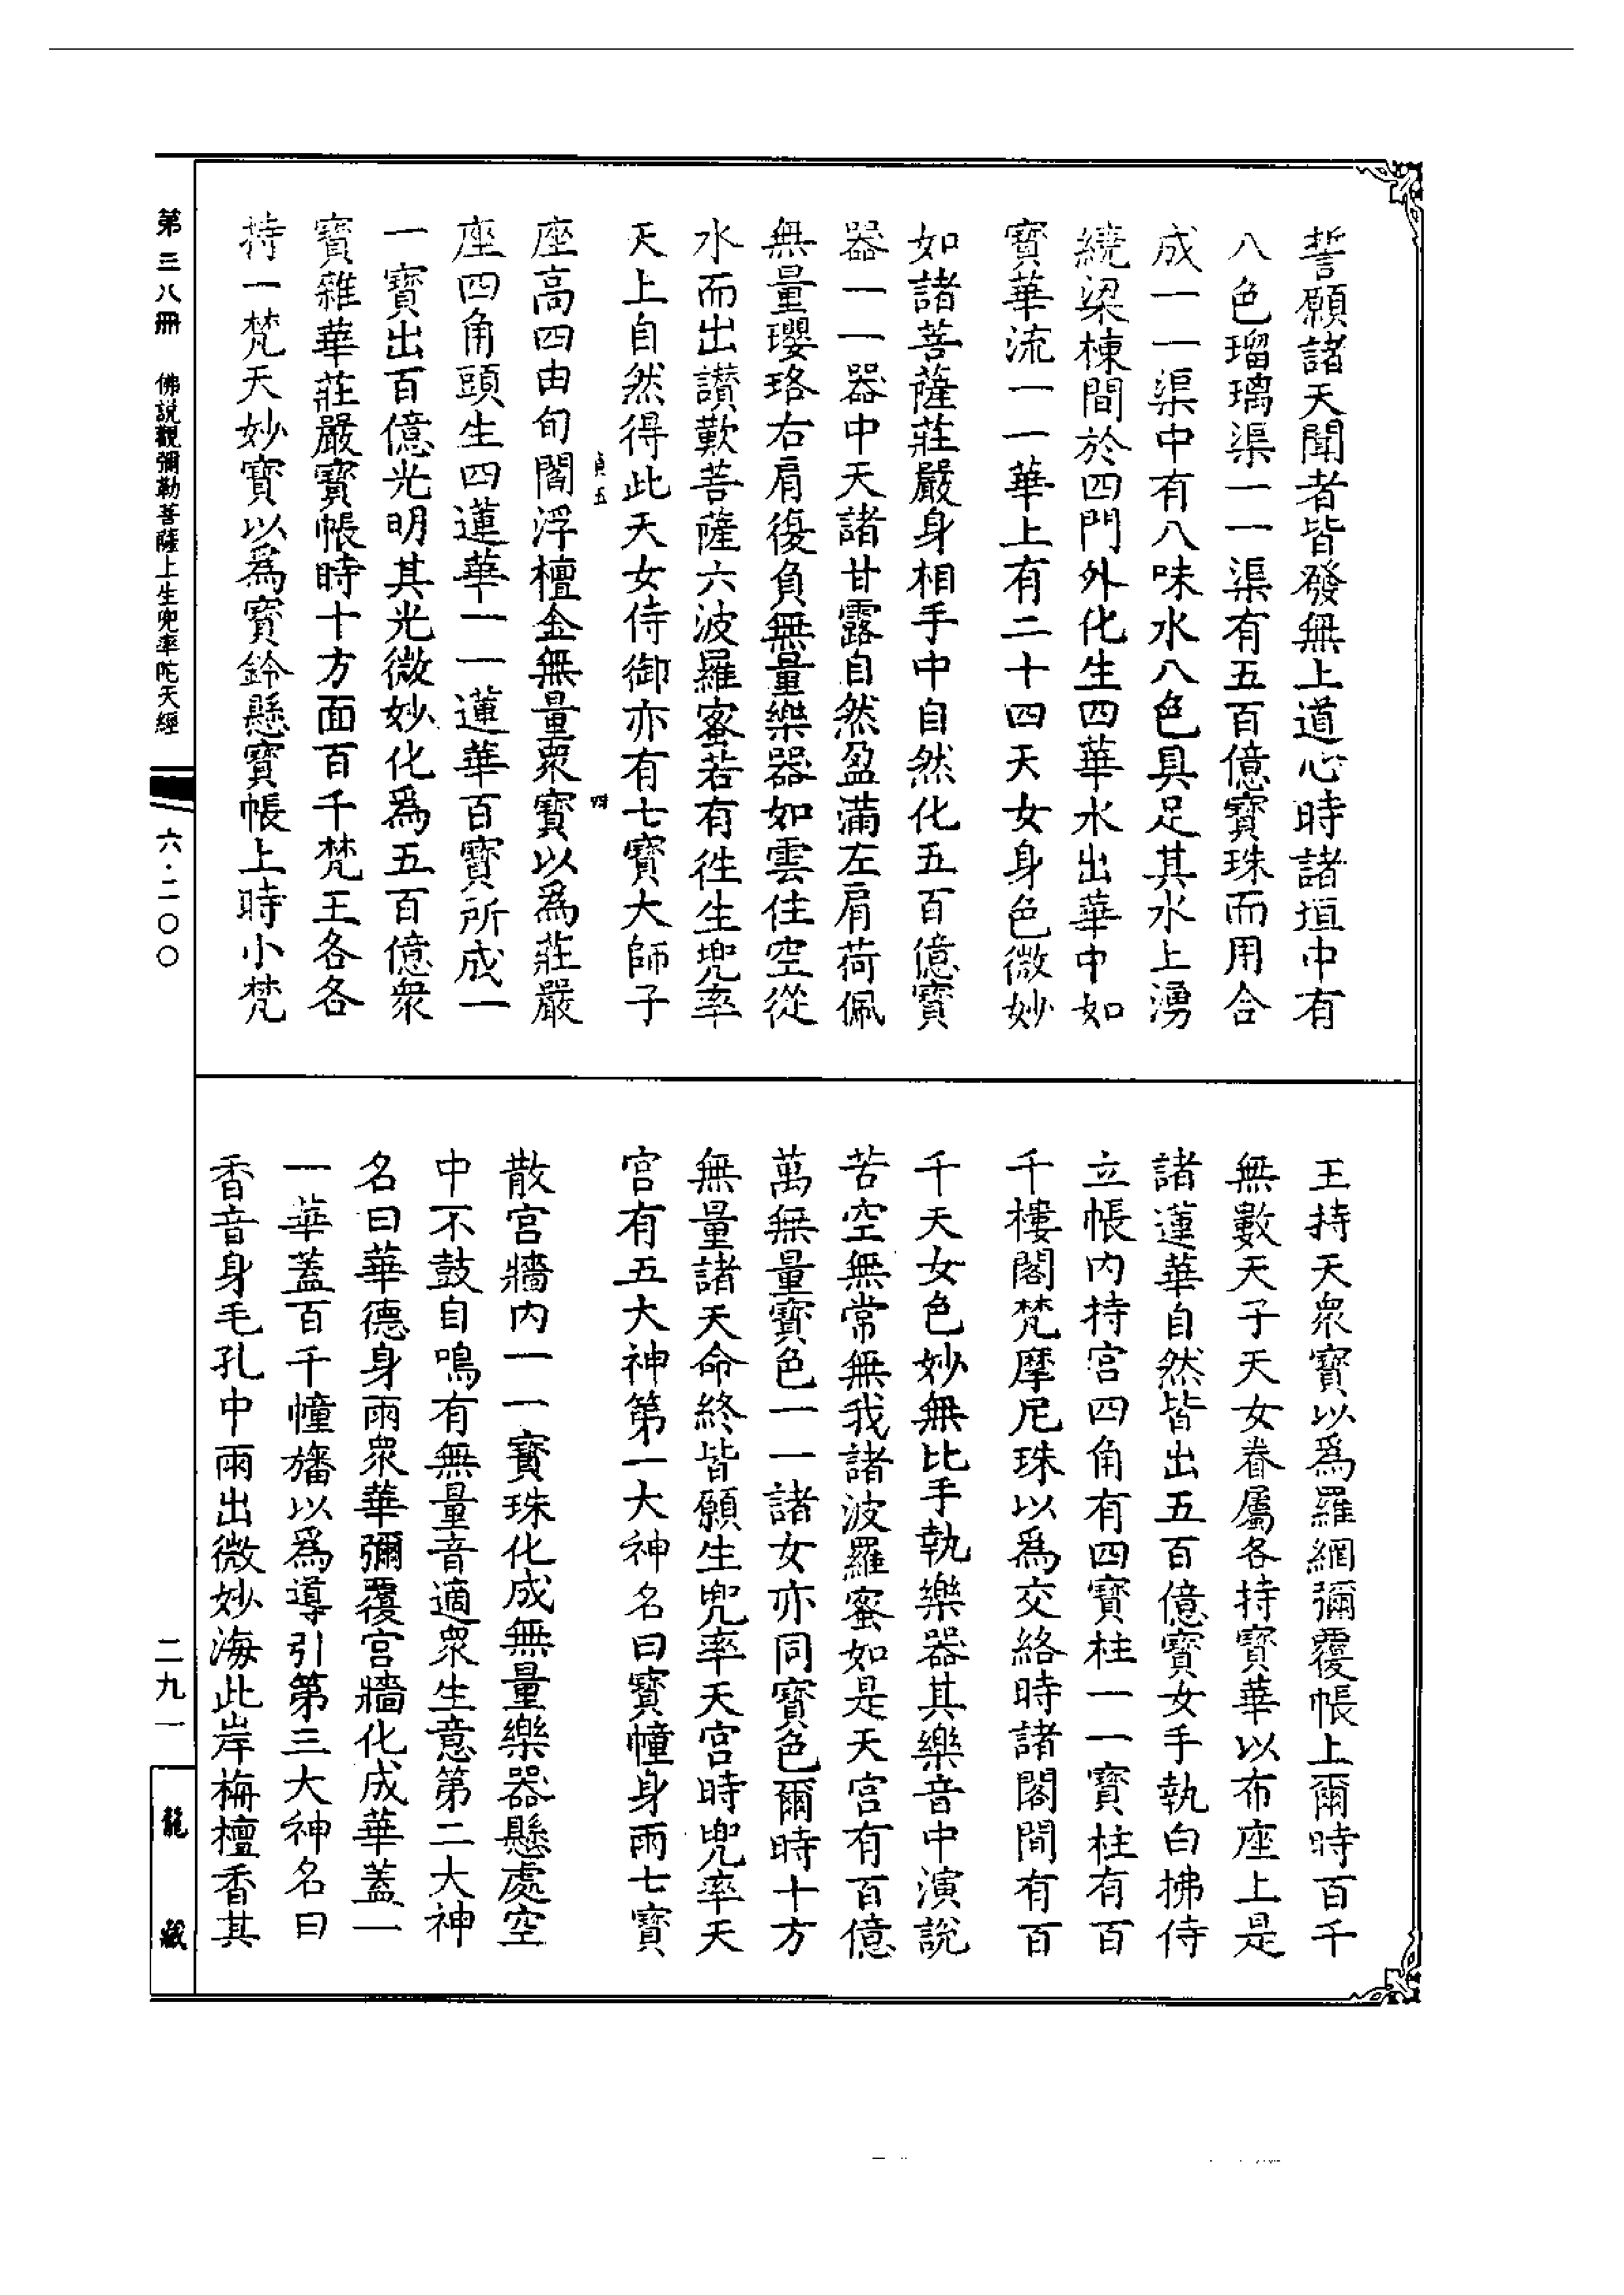 誓願諸天聞者皆發無上道心時諸垣中有
八色瑠璃渠一一渠有五百億寶珠而用合
成一一渠中有八味水八色具足其水上湧
繞梁棟間於四門外化生四華水出華中如
寶華流一一華上有二十四天女身色微妙
如諸菩薩莊嚴身相手中自然化五百億寶
器一一器中天諸甘露自然盈滿左肩荷佩
無量瓔珞右肩復負無量樂器如雲住空從
水而出讃歎菩薩六波羅蜜若有徃生兜率
天上自然得此天女侍御亦有七寶大師子
座高四由旬閻浮檀金無量衆寶以爲莊嚴
座四角頭生四蓮華一一蓮華百寶所成一
一寶出百億光明其光微妙化爲五百億衆
寶雜華莊嚴寶帳時十方面百千梵王各各
持一梵天妙寶以爲寶鈴懸寶帳上時小梵
王持天衆寶以爲羅網彌覆帳上爾時百千
無數天子天女眷屬各持寶華以布座上是
諸蓮華自然皆出五百億寶女手執白拂侍
立帳内持宮四角有四寶柱一一寶柱有百
千樓閣梵摩尼珠以爲交絡時諸閣間有百
千天女色妙無比手執樂器其樂音中演說
苦空無常無我諸波羅蜜如是天宮有百億
萬無量寶色一一諸女亦同寶色爾時十方
無量諸天命終皆願生兜率天宮時兜率天
宮有五大神第一大神名曰寶幢身雨七寶
散宮牆内一一寶珠化成無量樂器懸處空
中不鼓自鳴有無量音適衆生意第二大神
名曰華德身雨衆華彌覆宮牆化成華蓋一
一華蓋百千幢旛以爲導引第三大神名曰
香音身毛孔中雨出微妙海此岸栴檀香其
第三八冊 佛說觀彌勒菩薩上生兜率陀天經
六·二〇〇
二九一
龍藏